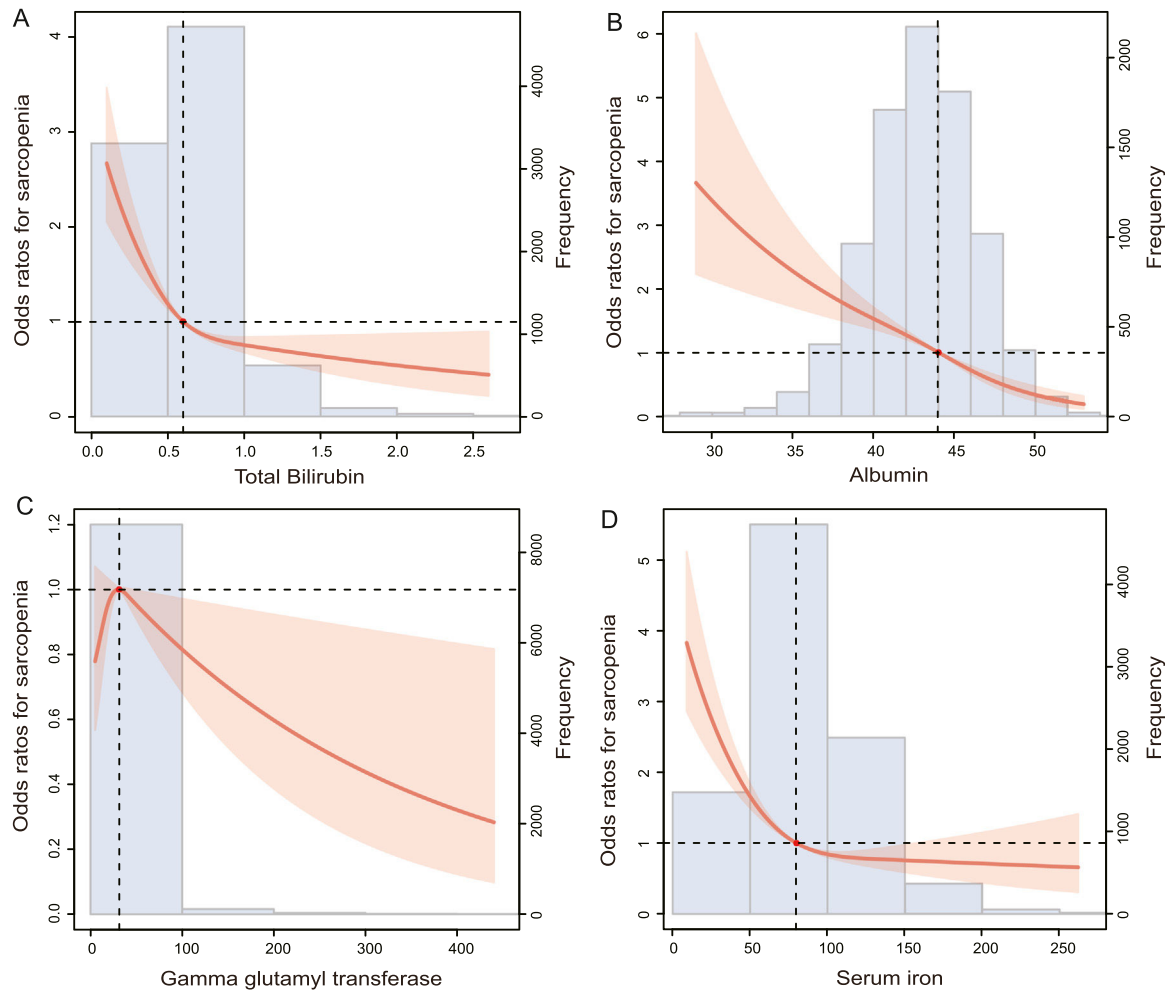 A
Odds ratos for sarcopenia
4
3
2
1
0
4000
3000
2000
1000
0
Frequency
0.0 0.5 1.0 1.5 2.0 2.5
Total Bilirubin
B
Odds ratos for sarcopenia
6
5
4
3
2
1
0
2000
1500
1000
500
0
Frequency
30 35 40 45 50
Albumin
C
Odds ratos for sarcopenia
1.2
1.0
0.8
0.6
0.4
0.2
0.0
8000
6000
4000
2000
0
Frequency
0 100 200 300 400
Gamma glutamyl transferase
D
Odds ratos for sarcopenia
5
4
3
2
1
0
4000
3000
2000
1000
0
Frequency
0 50 100 150 200 250
Serum iron